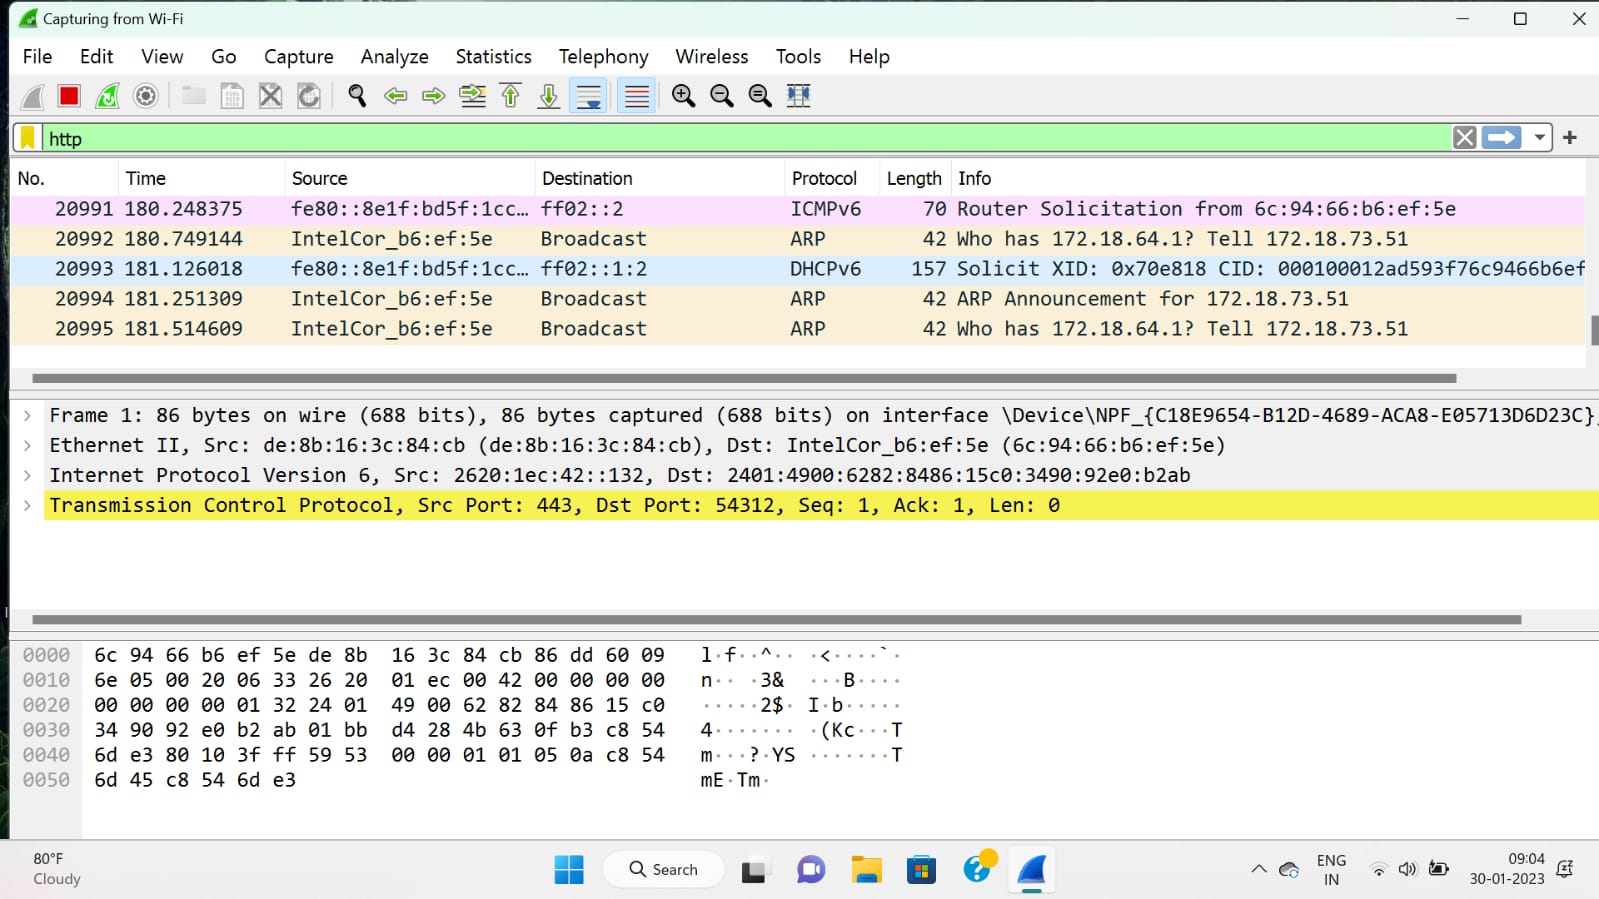 Capturing from Wi-Fi
File Edit View Go Capture Analyze Statistics Telephony Wireless Tools Help
http
No. Time Source Destination Protocol Length Info
20991 180.248375 fe80::8e1f:bd5f:1cc… ff02::2 ICMPv6 70 Router Solicitation from 6c:94:66:b6:ef:5e
20992 180.749144 IntelCor_b6:ef:5e Broadcast ARP 42 Who has 172.18.64.1? Tell 172.18.73.51
20993 181.126018 fe80::8e1f:bd5f:1cc… ff02::1:2 DHCPv6 157 Solicit XID: 0x70e818 CID: 000100012ad593f76c9466b6ef
20994 181.251309 IntelCor_b6:ef:5e Broadcast ARP 42 ARP Announcement for 172.18.73.51
20995 181.514609 IntelCor_b6:ef:5e Broadcast ARP 42 Who has 172.18.64.1? Tell 172.18.73.51
Frame 1: 86 bytes on wire (688 bits), 86 bytes captured (688 bits) on interface \Device\NPF_{C18E9654-B12D-4689-ACA8-E05713D6D23C},
Ethernet II, Src: de:8b:16:3c:84:cb (de:8b:16:3c:84:cb), Dst: IntelCor_b6:ef:5e (6c:94:66:b6:ef:5e)
Internet Protocol Version 6, Src: 2620:1ec:42::132, Dst: 2401:4900:6282:8486:15c0:3490:92e0:b2ab
Transmission Control Protocol, Src Port: 443, Dst Port: 54312, Seq: 1, Ack: 1, Len: 0
0000 6c 94 66 b6 ef 5e de 8b 16 3c 84 cb 86 dd 60 09 l·f··^·· ·<····`·
0010 6e 05 00 20 06 33 26 20 01 ec 00 42 00 00 00 00 n·· ·3& ···B····
0020 00 00 00 00 01 32 24 01 49 00 62 82 84 86 15 c0 ·····2$· I·b·····
0030 34 90 92 e0 b2 ab 01 bb d4 28 4b 63 0f b3 c8 54 4······· ·(Kc···T
0040 6d e3 80 10 3f ff 59 53 00 00 01 01 05 0a c8 54 m···?·YS ·······T
0050 6d 45 c8 54 6d e3 mE·Tm·
80°F
Cloudy
Search
ENG
IN
09:04
30-01-2023